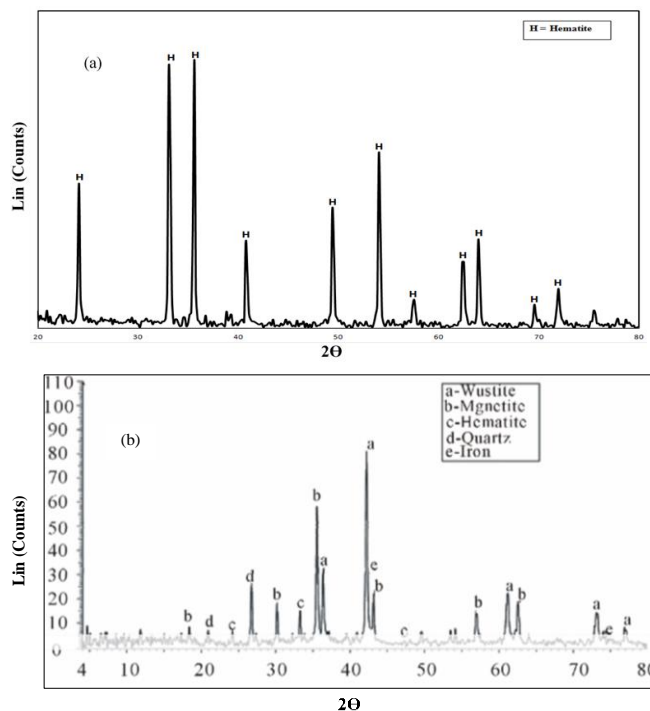 H = Hematite
(a)
H
H
H
H
H
H
H
H
H
H
H
Lin (Counts)
20 30 40 50 60 70 80
2Θ
110
100
90
80
70
60
50
40
30
20
10
0
(b)
a-Wustite
b-Mgnetite
c-Hematite
d-Quartz
e-Iron
b
d
c
d
b
c
b
a
a
e
b
c
b
a
b
a
e
a
Lin (Counts)
4 10 20 30 40 50 60 70 80
2Θ